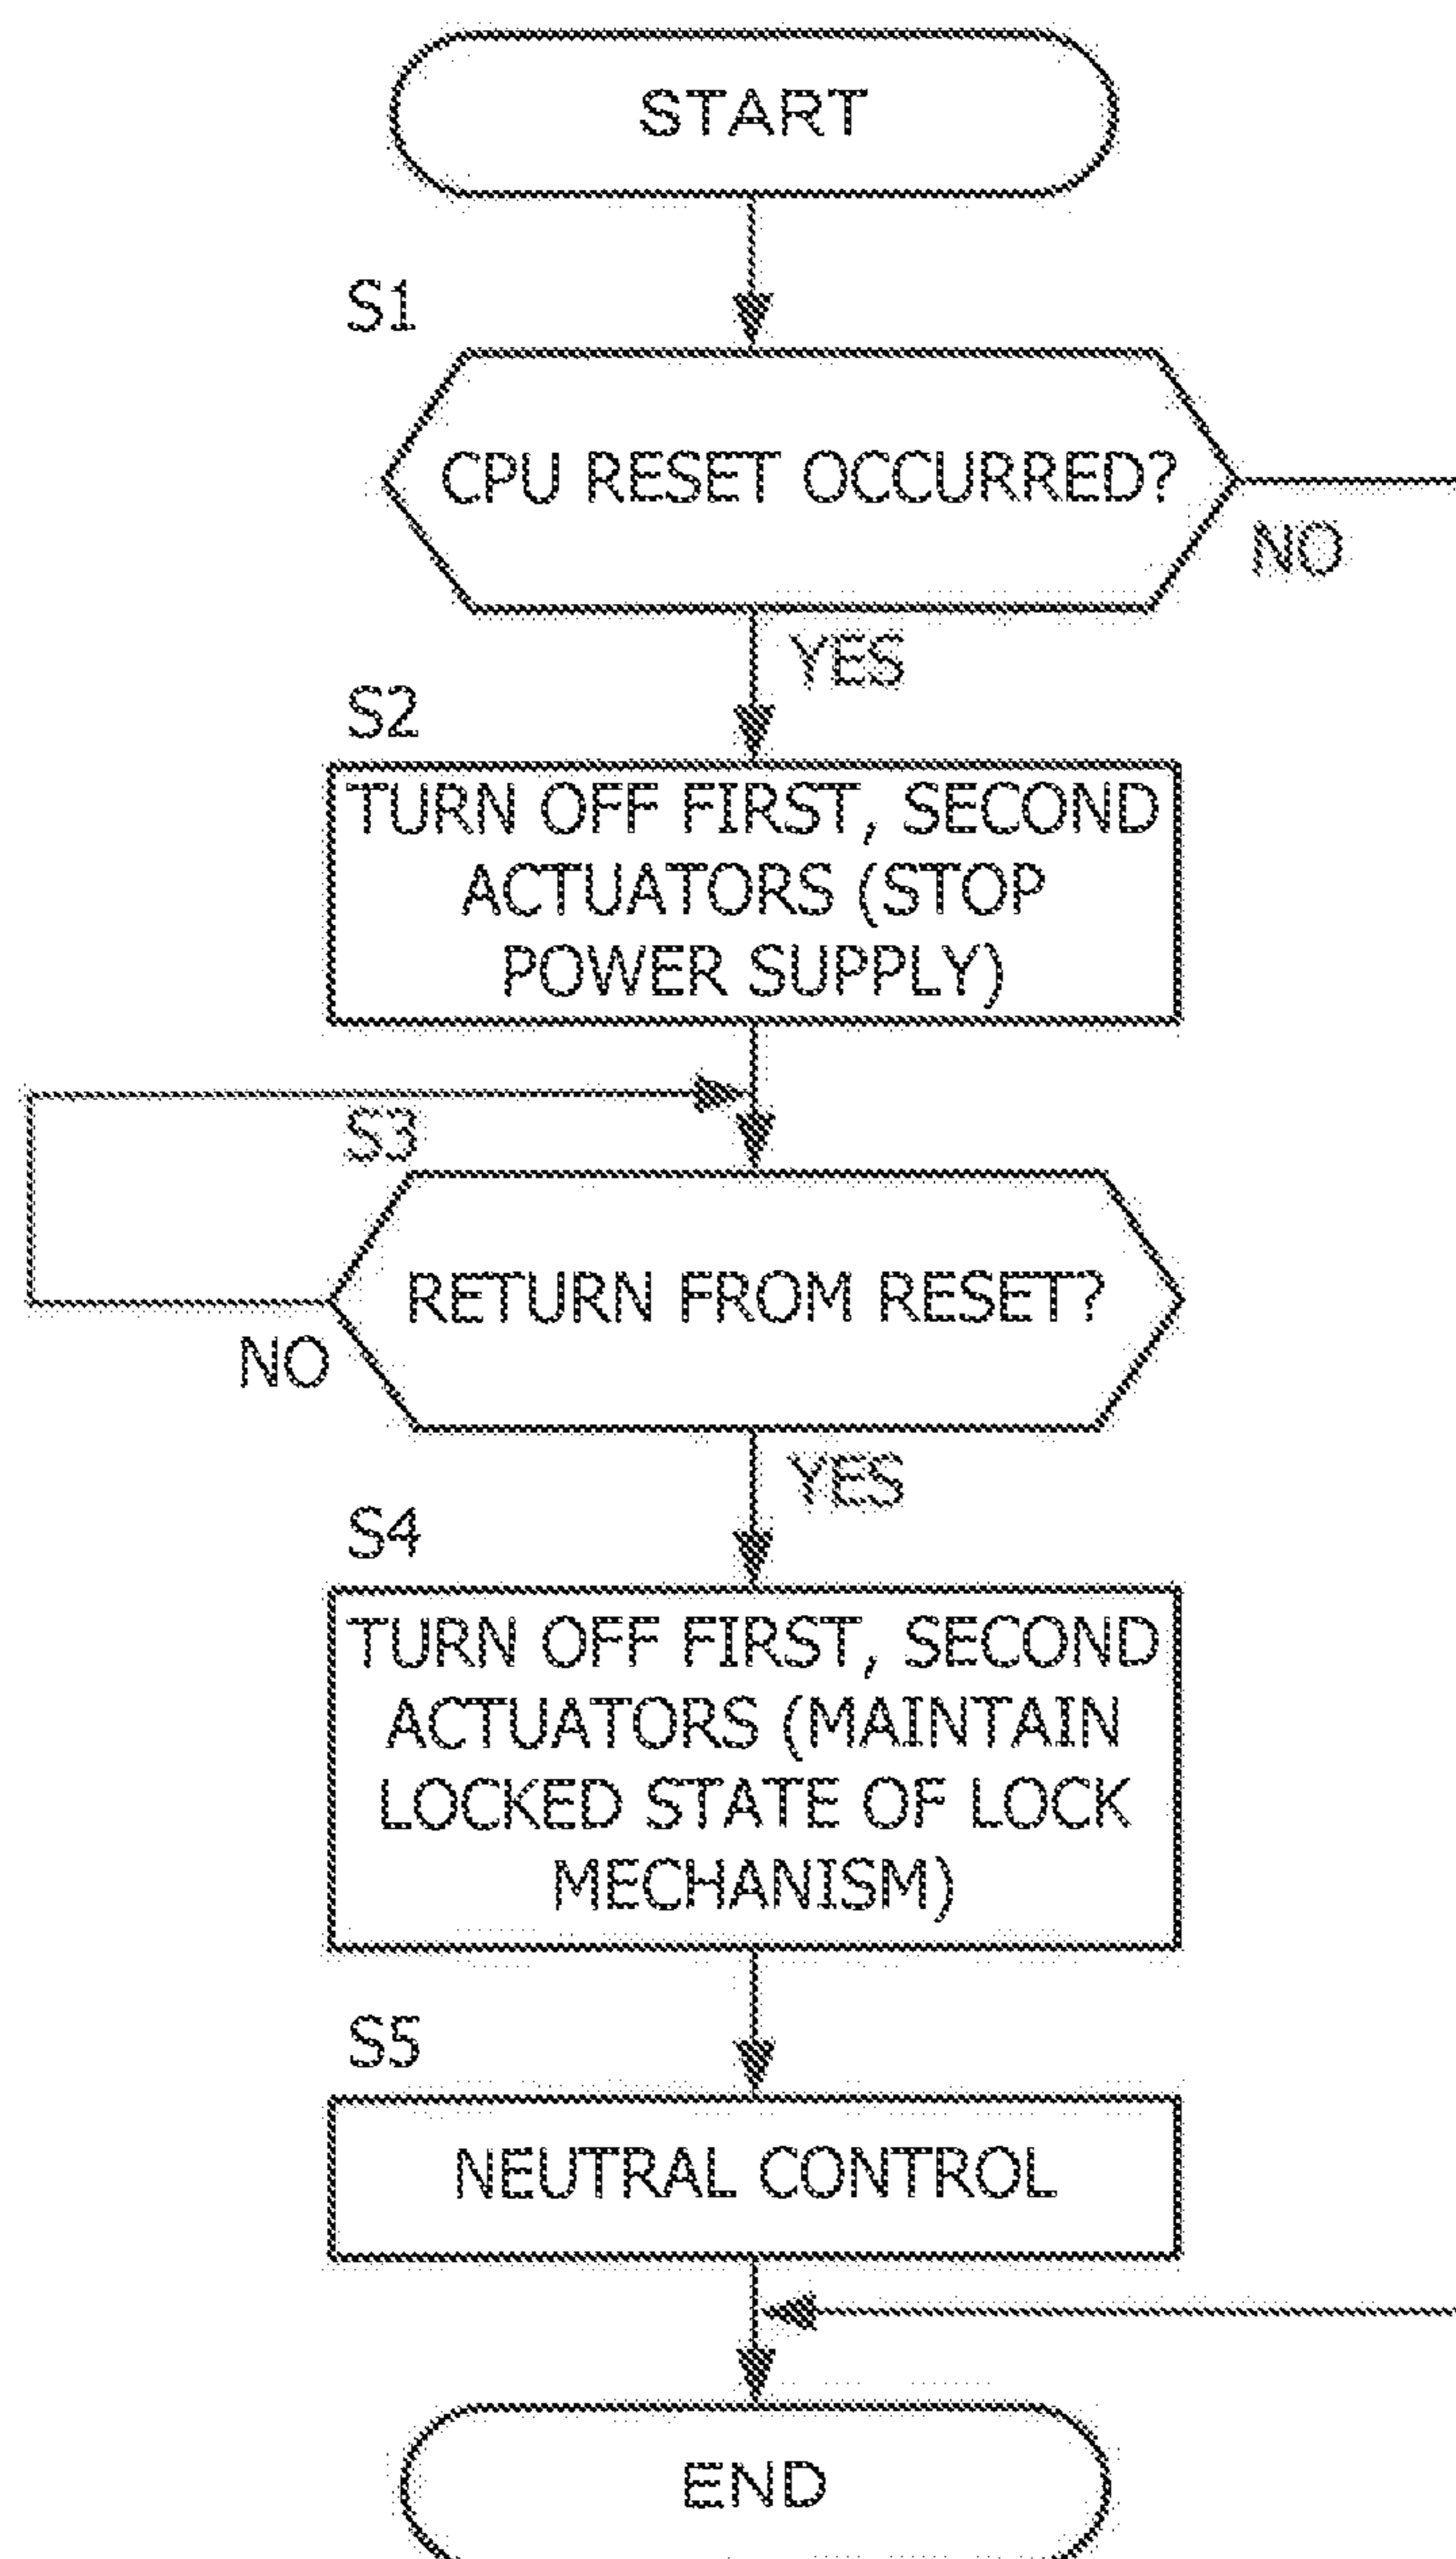 START
S1
CPU RESET OCCURRED?
NO
YES
S2
TURN OFF FIRST, SECOND
ACTUATORS (STOP
POWER SUPPLY)
S3
RETURN FROM RESET?
NO
YES
S4
TURN OFF FIRST, SECOND
ACTUATORS (MAINTAIN
LOCKED STATE OF LOCK
MECHANISM)
S5
NEUTRAL CONTROL
END